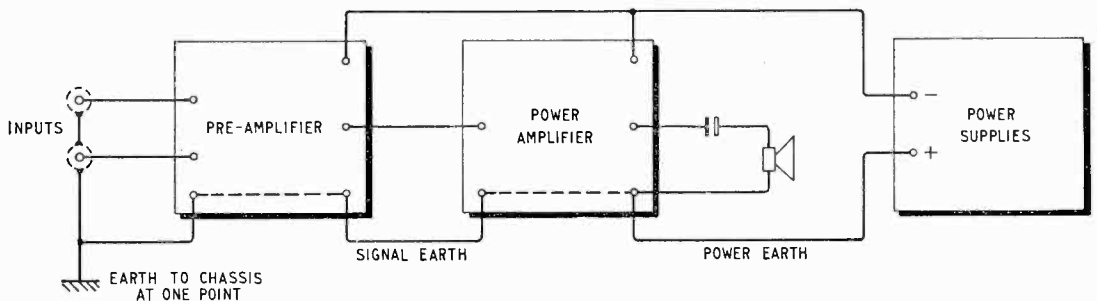 INPUTS
PRE-AMPLIFIER
POWER
AMPLIFIER
−
+
POWER
SUPPLIES
SIGNAL EARTH
POWER EARTH
EARTH TO CHASSIS
AT ONE POINT